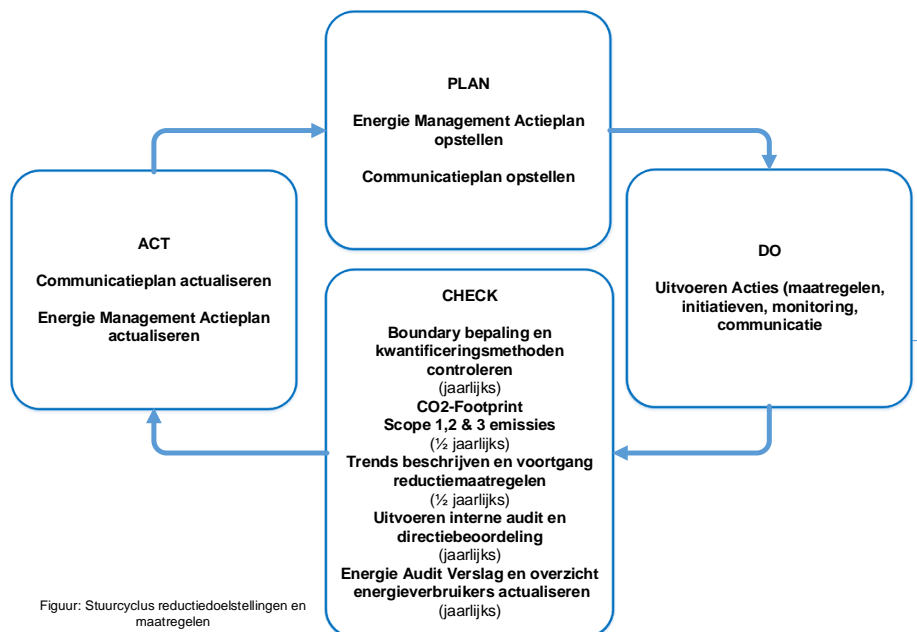 PLAN
Energie Management Actieplan
opstellen
Communicatieplan opstellen
DO
Uitvoeren Acties (maatregelen,
initiatieven, monitoring,
communicatie
CHECK
Boundary bepaling en
kwantificeringsmethoden
controleren
(jaarlijks)
CO2-Footprint
Scope 1,2 & 3 emissies
(½ jaarlijks)
Trends beschrijven en voortgang
reductiemaatregelen
(½ jaarlijks)
Uitvoeren interne audit en
directiebeoordeling
(jaarlijks)
Energie Audit Verslag en overzicht
energieverbruikers actualiseren
(jaarlijks)
ACT
Communicatieplan actualiseren
Energie Management Actieplan
actualiseren
Figuur: Stuurcyclus reductiedoelstellingen en
maatregelen